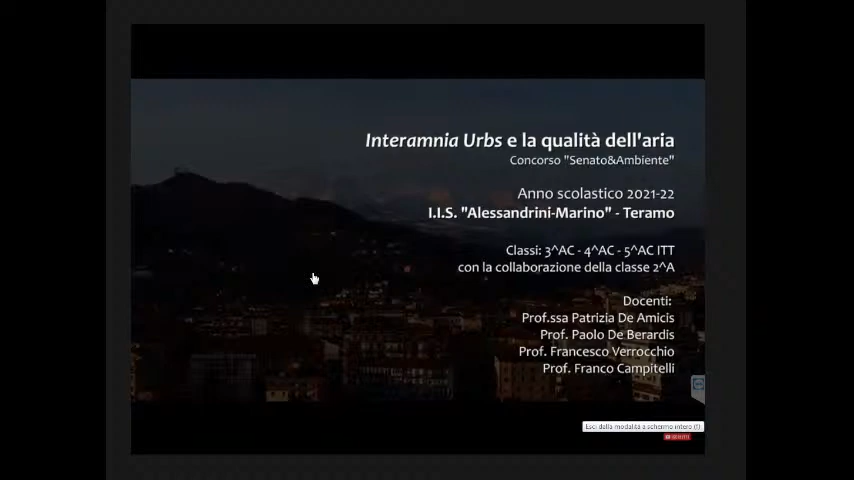 Interamnia Urbs e la qualità dell'aria
Concorso "Senato&Ambiente"
Anno scolastico 2021-22
I.I.S. "Alessandrini-Marino" - Teramo
Classi: 3^AC - 4^AC - 5^AC ITT
con la collaborazione della classe 2^A
Docenti:
Prof.ssa Patrizia De Amicis
Prof. Paolo De Berardis
Prof. Francesco Verrocchio
Prof. Franco Campitelli
Esci dalla modalità a schermo intero (f)